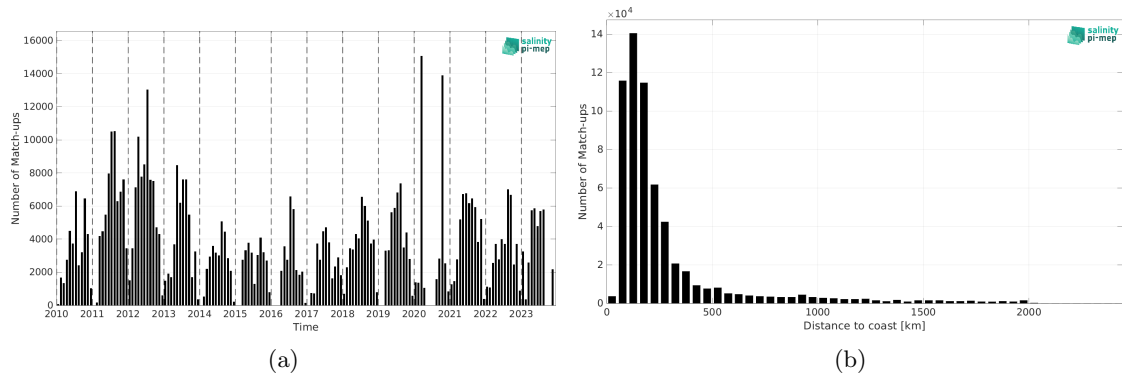 salinity
pi-mep
16000
14000
12000
10000
8000
6000
4000
2000
0
Number of Match-ups
2010 2011 2012 2013 2014 2015 2016 2017 2018 2019 2020 2021 2022 2023
Time
(a)
×10⁴
salinity
pi-mep
14
12
10
8
6
4
2
0
Number of Match-ups
0 500 1000 1500 2000
Distance to coast [km]
(b)